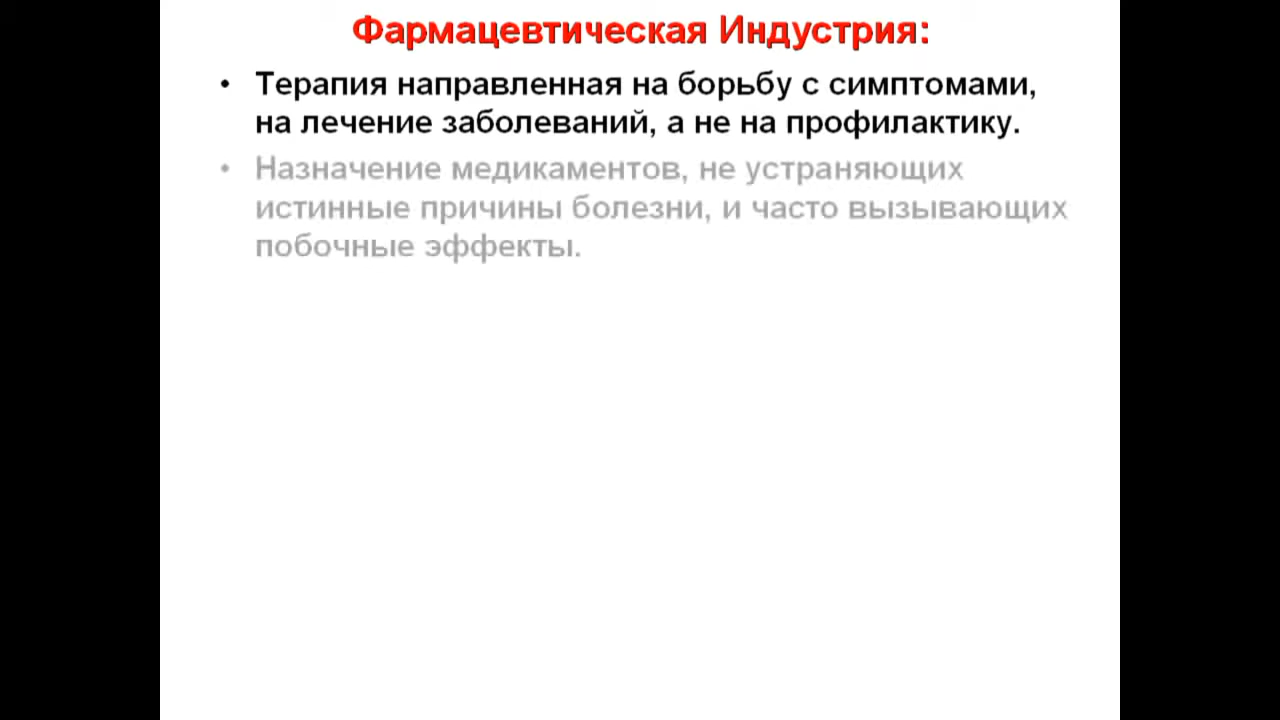 Фармацевтическая Индустрия:
• Терапия направленная на борьбу с симптомами,
на лечение заболеваний, а не на профилактику.
• Назначение медикаментов, не устраняющих
истинные причины болезни, и часто вызывающих
побочные эффекты.